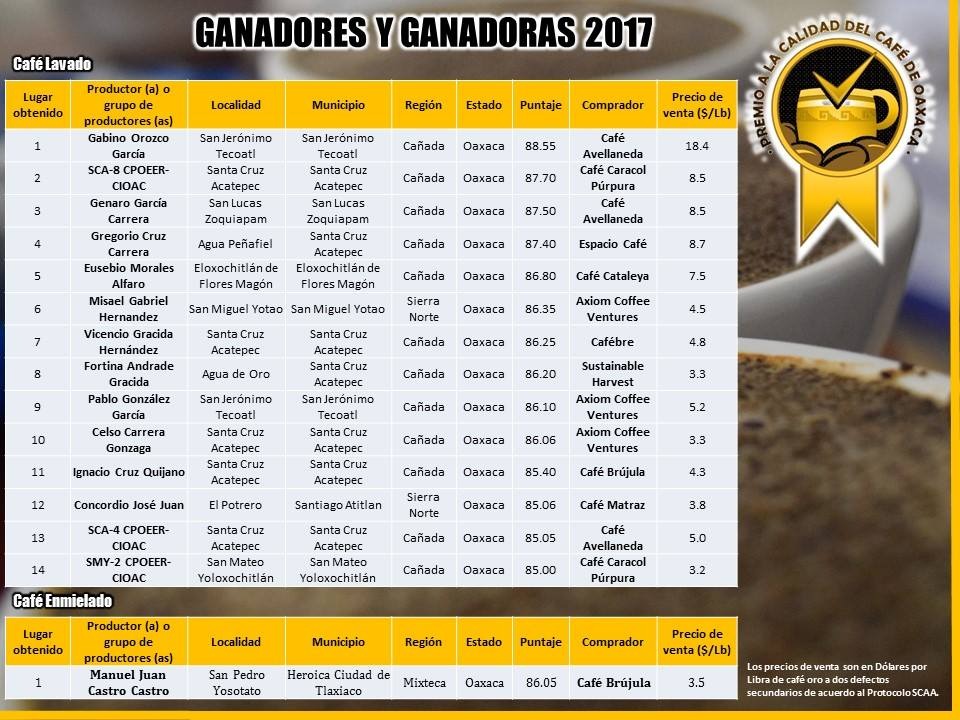 GANADORES Y GANADORAS 2017
PREMIO A LA CALIDAD DEL CAFÉ DE OAXACA
Café Lavado
Lugar obtenido Productor (a) o grupo de productores (as) Localidad Municipio Región Estado Puntaje Comprador Precio de venta ($/Lb)
1 Gabino Orozco García San Jerónimo Tecoatl San Jerónimo Tecoatl Cañada Oaxaca 88.55 Café Avellaneda 18.4
2 SCA-8 CPOEER-CIOAC Santa Cruz Acatepec Santa Cruz Acatepec Cañada Oaxaca 87.70 Café Caracol Púrpura 8.5
3 Genaro García Carrera San Lucas Zoquiapam San Lucas Zoquiapam Cañada Oaxaca 87.50 Café Avellaneda 8.5
4 Gregorio Cruz Carrera Agua Peñafiel Santa Cruz Acatepec Cañada Oaxaca 87.40 Espacio Café 8.7
5 Eusebio Morales Alfaro Eloxochitlán de Flores Magón Eloxochitlán de Flores Magón Cañada Oaxaca 86.80 Café Cataleya 7.5
6 Misael Gabriel Hernandez San Miguel Yotao San Miguel Yotao Sierra Norte Oaxaca 86.35 Axiom Coffee Ventures 4.5
7 Vicencio Gracida Hernández Santa Cruz Acatepec Santa Cruz Acatepec Cañada Oaxaca 86.25 Cafébre 4.8
8 Fortina Andrade Gracida Agua de Oro Santa Cruz Acatepec Cañada Oaxaca 86.20 Sustainable Harvest 3.3
9 Pablo González García San Jerónimo Tecoatl San Jerónimo Tecoatl Cañada Oaxaca 86.10 Axiom Coffee Ventures 5.2
10 Celso Carrera Gonzaga Santa Cruz Acatepec Santa Cruz Acatepec Cañada Oaxaca 86.06 Axiom Coffee Ventures 3.3
11 Ignacio Cruz Quijano Santa Cruz Acatepec Santa Cruz Acatepec Cañada Oaxaca 85.40 Café Brújula 4.3
12 Concordio José Juan El Potrero Santiago Atitlan Sierra Norte Oaxaca 85.06 Café Matraz 3.8
13 SCA-4 CPOEER-CIOAC Santa Cruz Acatepec Santa Cruz Acatepec Cañada Oaxaca 85.05 Café Avellaneda 5.0
14 SMY-2 CPOEER-CIOAC San Mateo Yoloxochitlán San Mateo Yoloxochitlán Cañada Oaxaca 85.00 Café Caracol Púrpura 3.2
Café Enmielado
Lugar obtenido Productor (a) o grupo de productores (as) Localidad Municipio Región Estado Puntaje Comprador Precio de venta ($/Lb)
1 Manuel Juan Castro Castro San Pedro Yosotato Heroica Ciudad de Tlaxiaco Mixteca Oaxaca 86.05 Café Brújula 3.5
Los precios de venta son en Dólares por
Libra de café oro a dos defectos
secundarios de acuerdo al Protocolo SCAA.